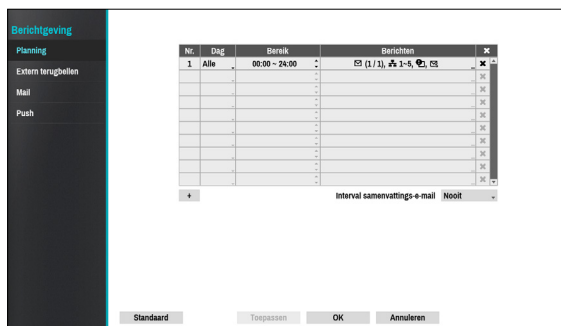 Berichtgeving
Planning
Extern terugbellen
Mail
Push
Nr. Dag Bereik Berichten
1 Alle 00:00 ~ 24:00 (1 / 1), 1~5,
+ Interval samenvattings-e-mail Nooit
Standaard Toepassen OK Annuleren